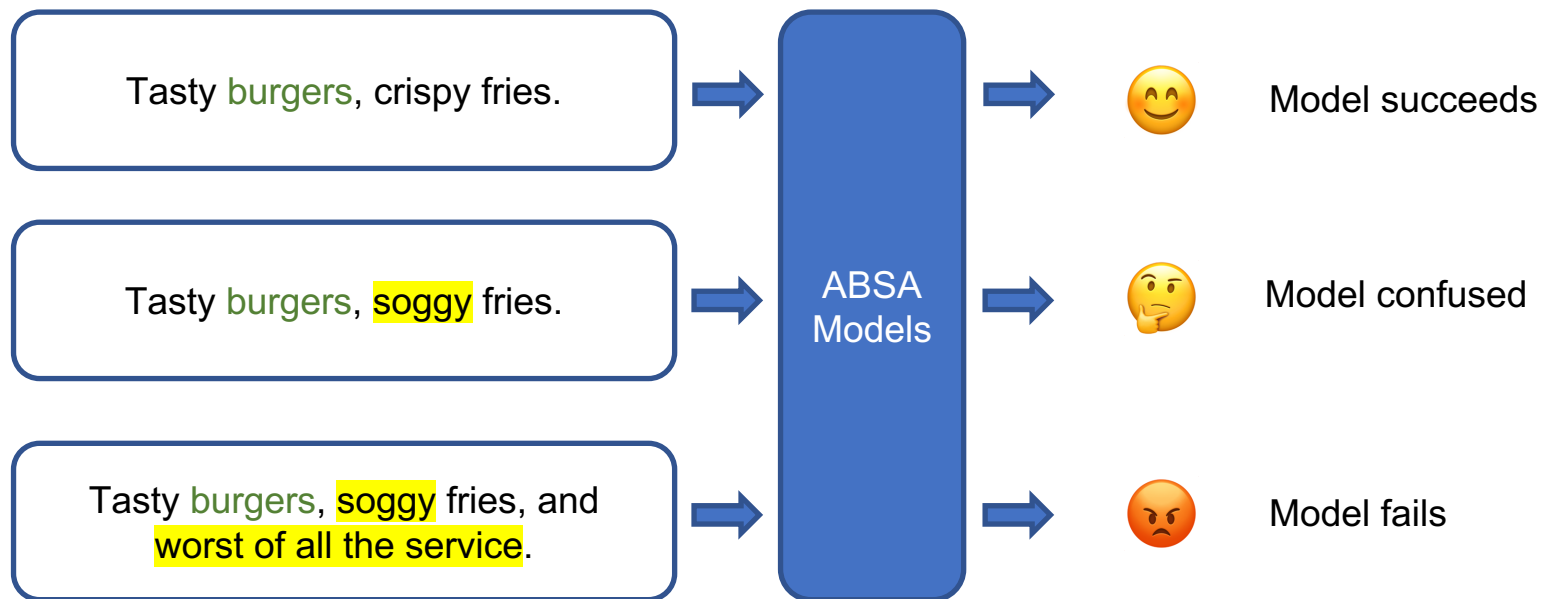 Tasty burgers, crispy fries.
Model succeeds
Tasty burgers, soggy fries.
ABSA
Models
Model confused
Tasty burgers, soggy fries, and
worst of all the service.
Model fails